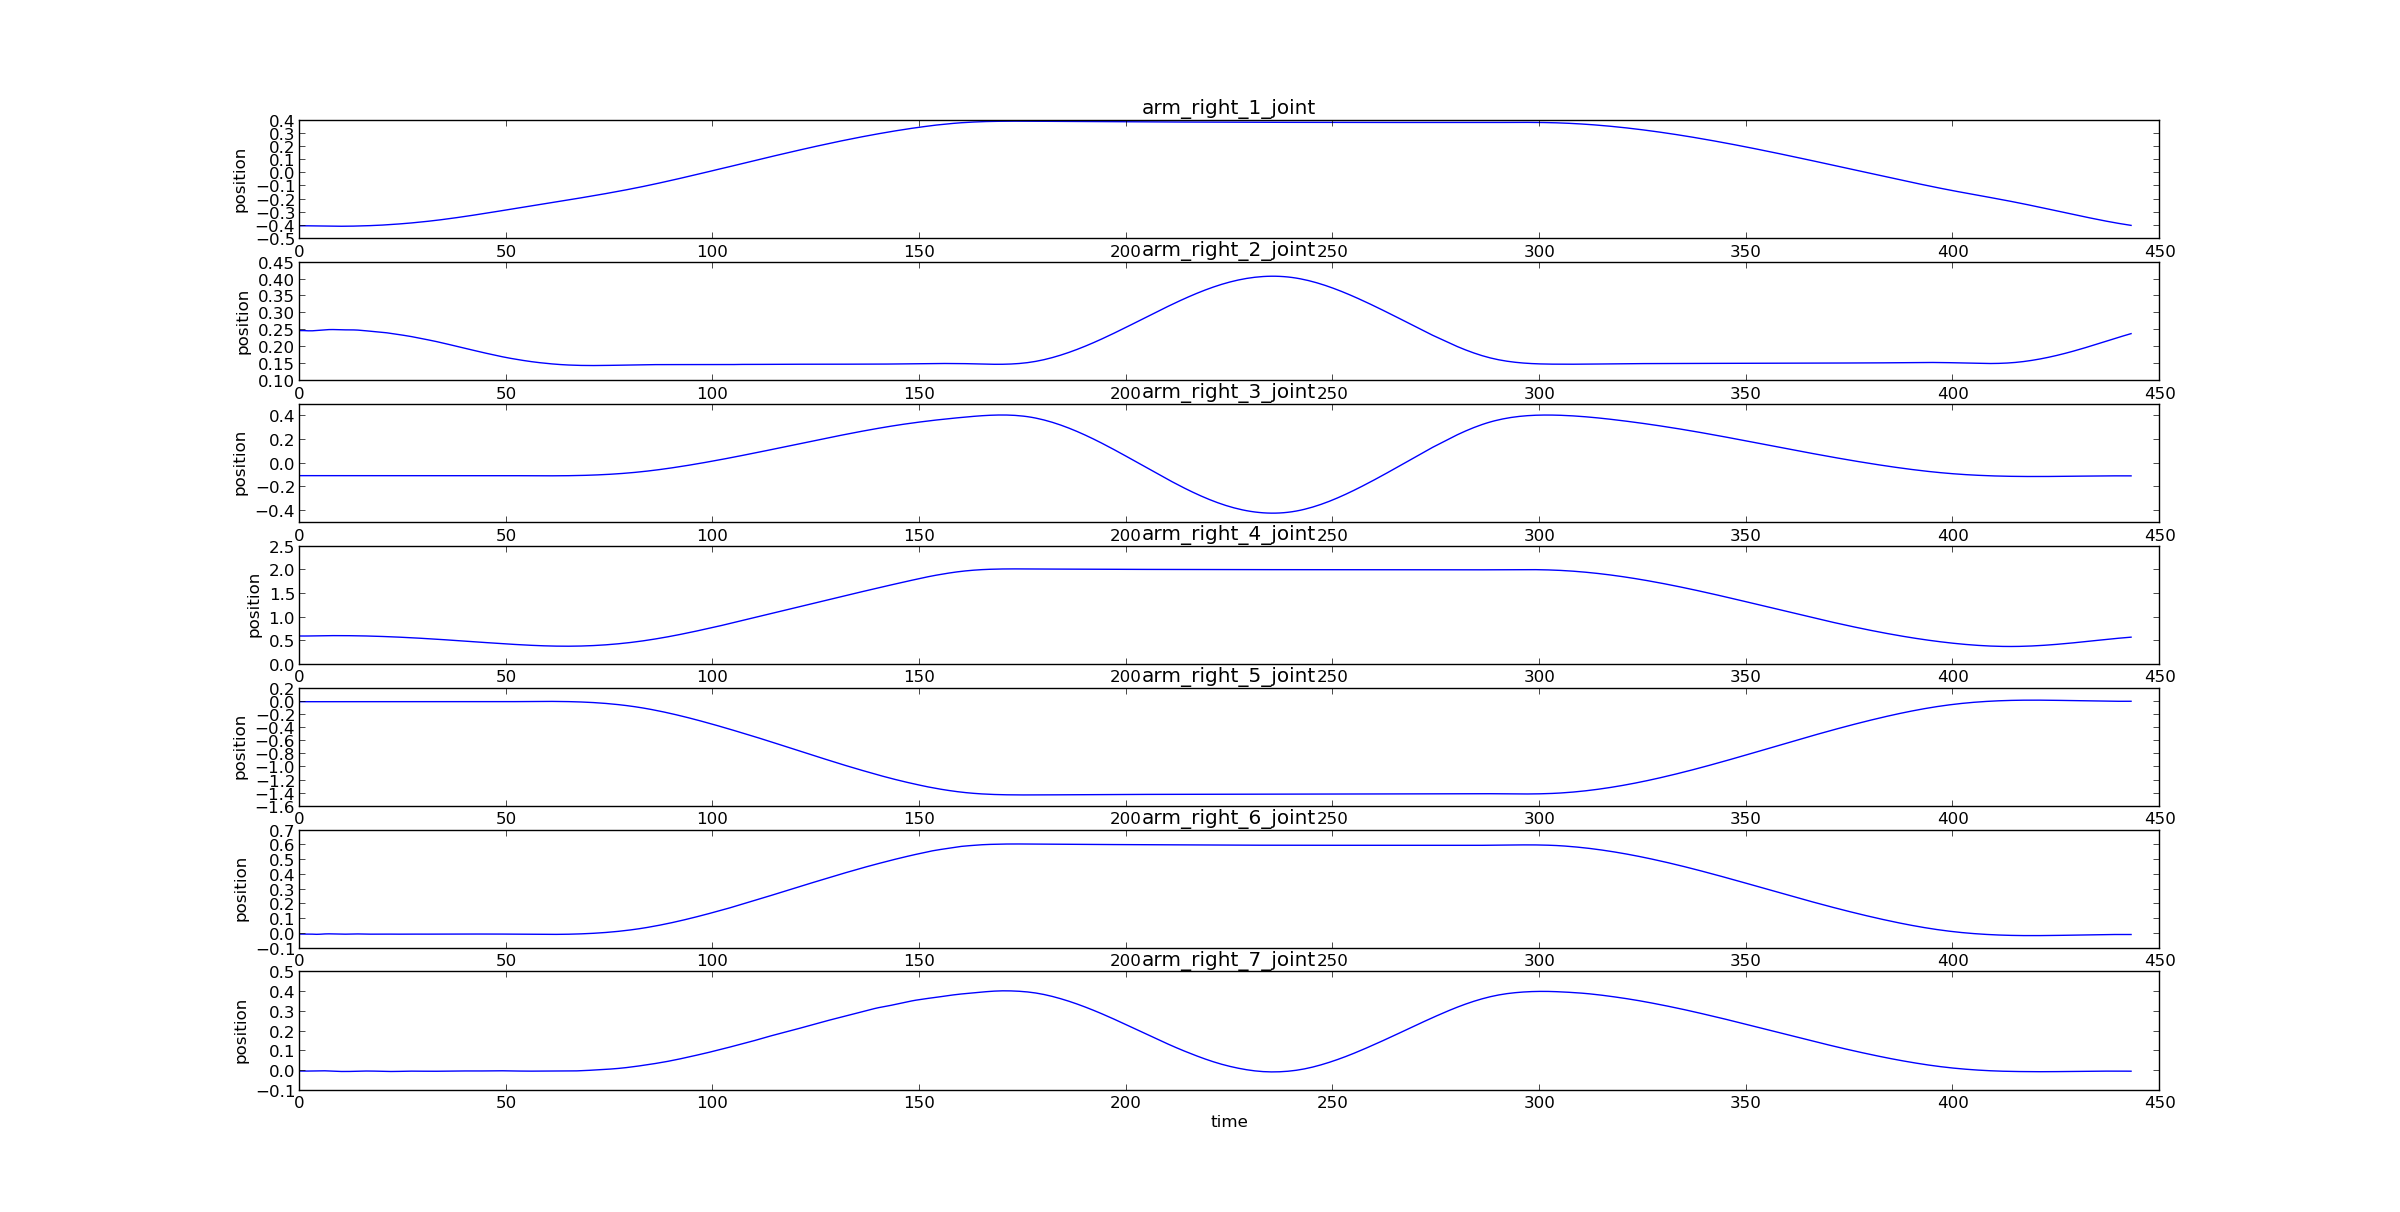 arm_right_1_joint
0.4
0.3
0.2
0.1
0.0
−0.1
−0.2
−0.3
−0.4
−0.5
position
0 50 100 150 200 250 300 350 400 450
arm_right_2_joint
0.45
0.40
0.35
0.30
0.25
0.20
0.15
0.10
position
0 50 100 150 200 250 300 350 400 450
arm_right_3_joint
0.4
0.2
0.0
−0.2
−0.4
position
0 50 100 150 200 250 300 350 400 450
arm_right_4_joint
2.5
2.0
1.5
1.0
0.5
0.0
position
0 50 100 150 200 250 300 350 400 450
arm_right_5_joint
0.2
0.0
−0.2
−0.4
−0.6
−0.8
−1.0
−1.2
−1.4
−1.6
position
0 50 100 150 200 250 300 350 400 450
arm_right_6_joint
0.7
0.6
0.5
0.4
0.3
0.2
0.1
0.0
−0.1
position
0 50 100 150 200 250 300 350 400 450
arm_right_7_joint
0.5
0.4
0.3
0.2
0.1
0.0
−0.1
position
0 50 100 150 200 250 300 350 400 450
time